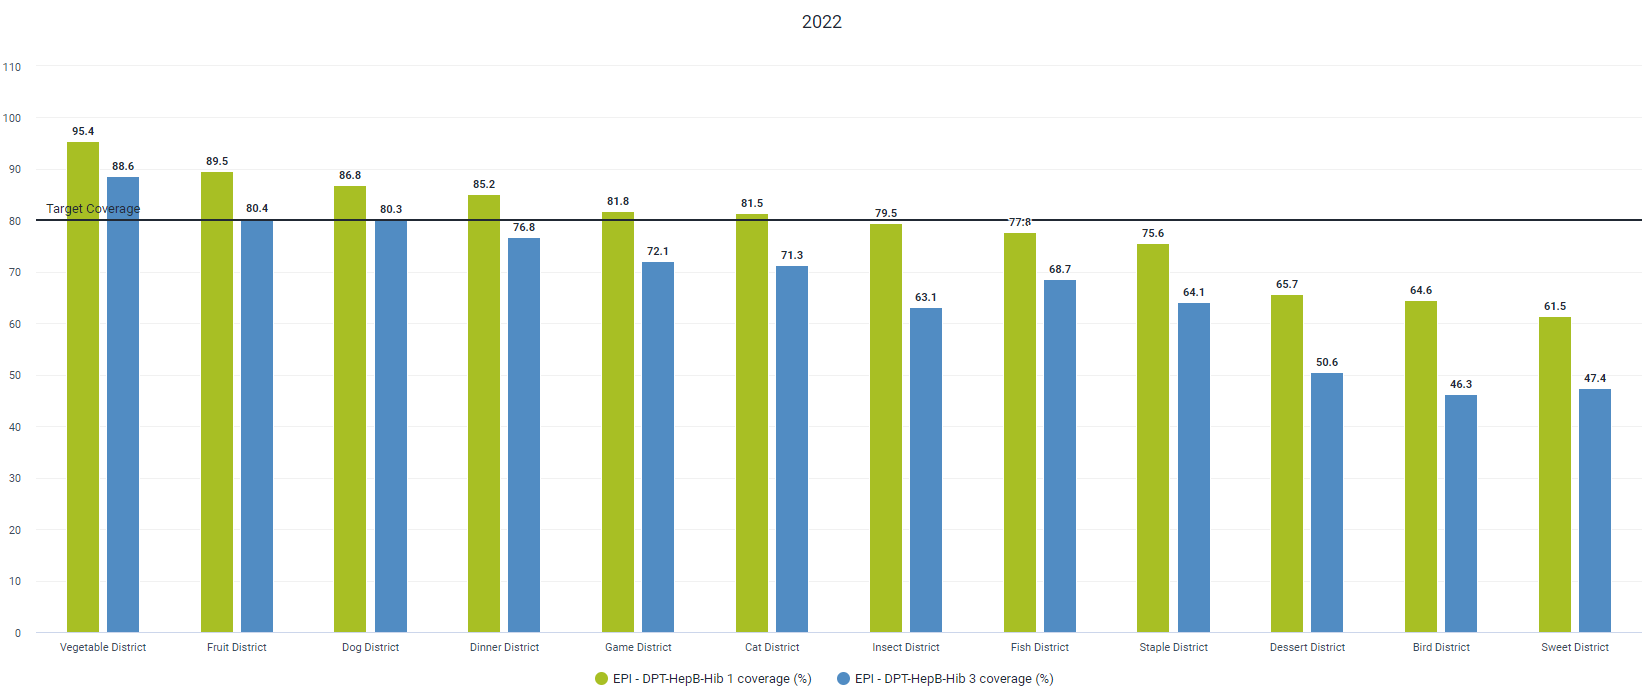 2022
110
100
90
80
70
60
50
40
30
20
10
0
Target Coverage
95.4
88.6
89.5
80.4
86.8
80.3
85.2
76.8
81.8
72.1
81.5
71.3
79.5
63.1
77.8
68.7
75.6
64.1
65.7
50.6
64.6
46.3
61.5
47.4
Vegetable District
Fruit District
Dog District
Dinner District
Game District
Cat District
Insect District
Fish District
Staple District
Dessert District
Bird District
Sweet District
EPI - DPT-HepB-Hib 1 coverage (%)
EPI - DPT-HepB-Hib 3 coverage (%)